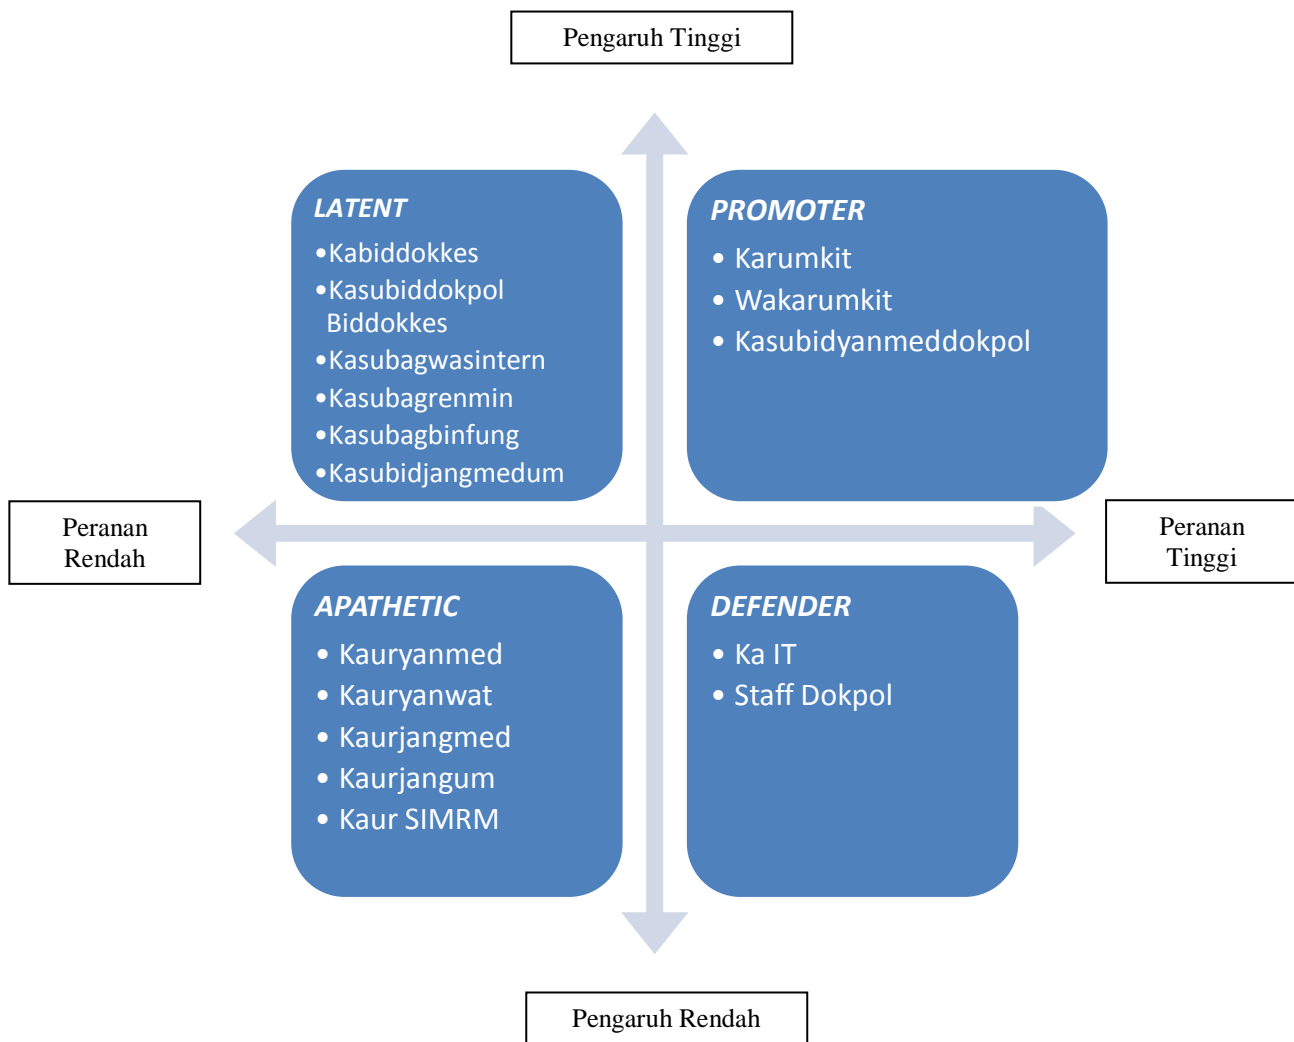 Pengaruh Tinggi
LATENT
•Kabiddokkes
•Kasubiddokpol
Biddokkes
•Kasubagwasintern
•Kasubagrenmin
•Kasubagbinfung
•Kasubidjangmedum
PROMOTER
• Karumkit
• Wakarumkit
• Kasubidyanmeddokpol
Peranan
Rendah
Peranan
Tinggi
APATHETIC
• Kauryanmed
• Kauryanwat
• Kaurjangmed
• Kaurjangum
• Kaur SIMRM
DEFENDER
• Ka IT
• Staff Dokpol
Pengaruh Rendah